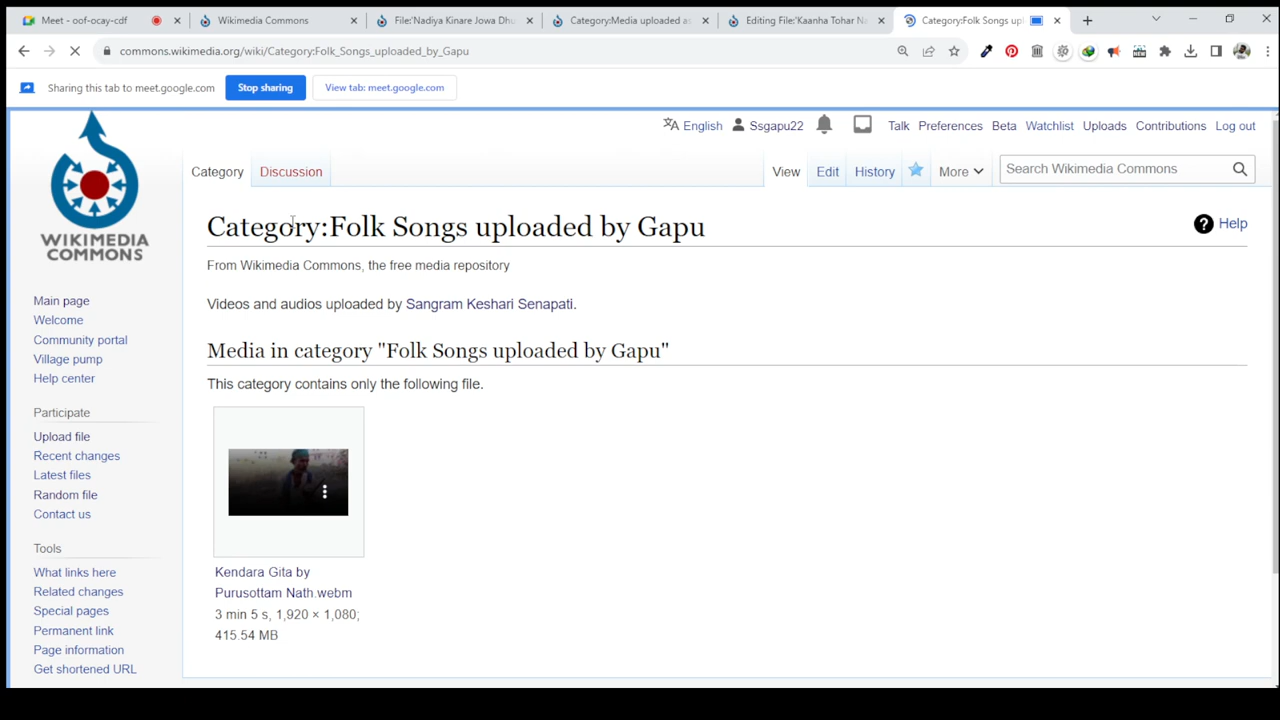 Meet - oof-ocay-cdf
Wikimedia Commons
File:'Nadiya Kinare Jowa Dhu
Category:Media uploaded as
Editing File:'Kaanha Tohar Na
Category:Folk Songs upl
commons.wikimedia.org/wiki/Category:Folk_Songs_uploaded_by_Gapu
Sharing this tab to meet.google.com
Stop sharing
View tab: meet.google.com
English
Ssgapu22
Talk
Preferences
Beta
Watchlist
Uploads
Contributions
Log out
Category
Discussion
View
Edit
History
More
Search Wikimedia Commons
WIKIMEDIA
COMMONS
Category:Folk Songs uploaded by Gapu
Help
From Wikimedia Commons, the free media repository
Videos and audios uploaded by Sangram Keshari Senapati.
Media in category "Folk Songs uploaded by Gapu"
This category contains only the following file.
Kendara Gita by
Purusottam Nath.webm
3 min 5 s, 1,920 × 1,080;
415.54 MB
Main page
Welcome
Community portal
Village pump
Help center
Participate
Upload file
Recent changes
Latest files
Random file
Contact us
Tools
What links here
Related changes
Special pages
Permanent link
Page information
Get shortened URL